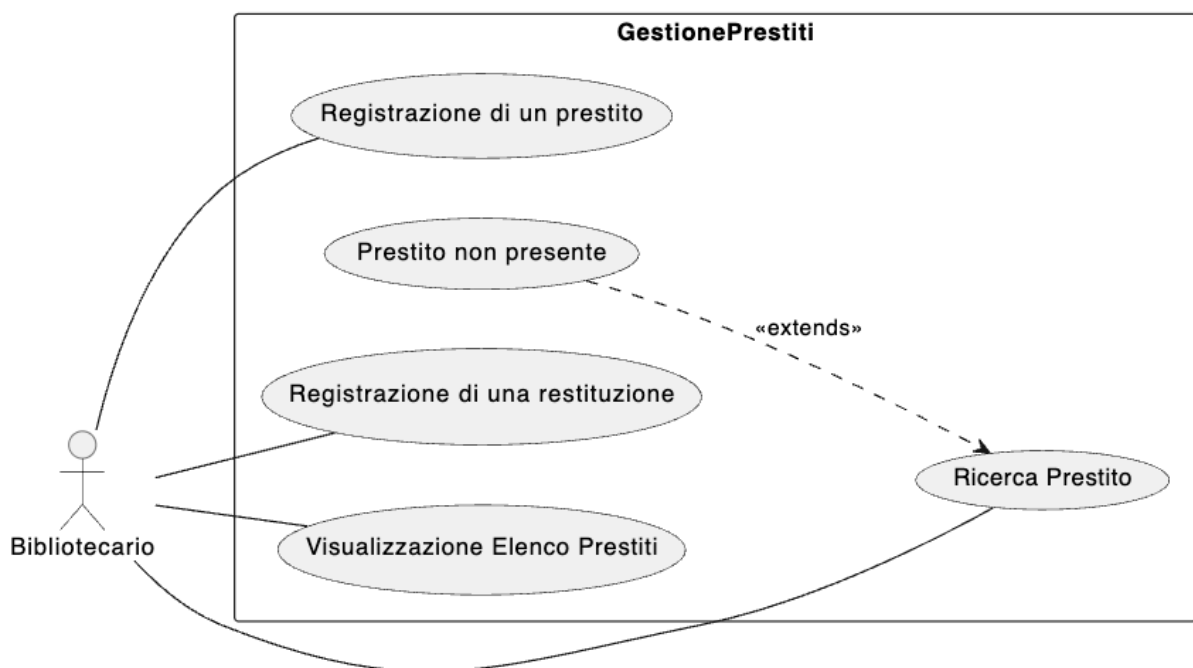 GestionePrestiti
Registrazione di un prestito
Prestito non presente
«extends»
Registrazione di una restituzione
Ricerca Prestito
Bibliotecario
Visualizzazione Elenco Prestiti